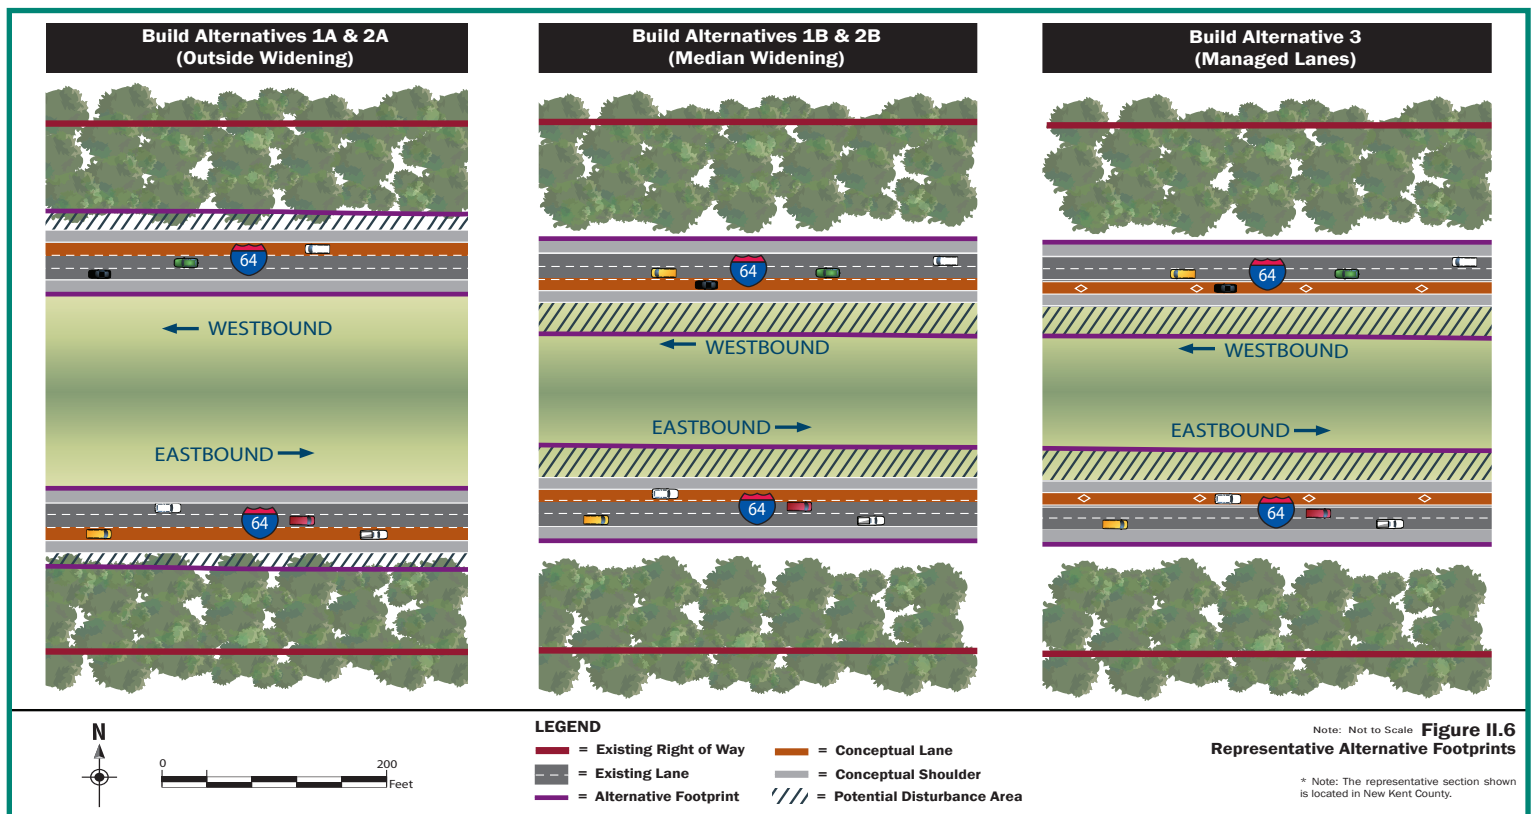 Build Alternatives 1A & 2A
(Outside Widening)
64
WESTBOUND
EASTBOUND
64
Build Alternatives 1B & 2B
(Median Widening)
64
WESTBOUND
EASTBOUND
64
Build Alternative 3
(Managed Lanes)
64
WESTBOUND
EASTBOUND
64
N
0 200
Feet
LEGEND
= Existing Right of Way
= Existing Lane
= Alternative Footprint
= Conceptual Lane
= Conceptual Shoulder
= Potential Disturbance Area
Note: Not to Scale Figure II.6
Representative Alternative Footprints
* Note: The representative section shown
is located in New Kent County.